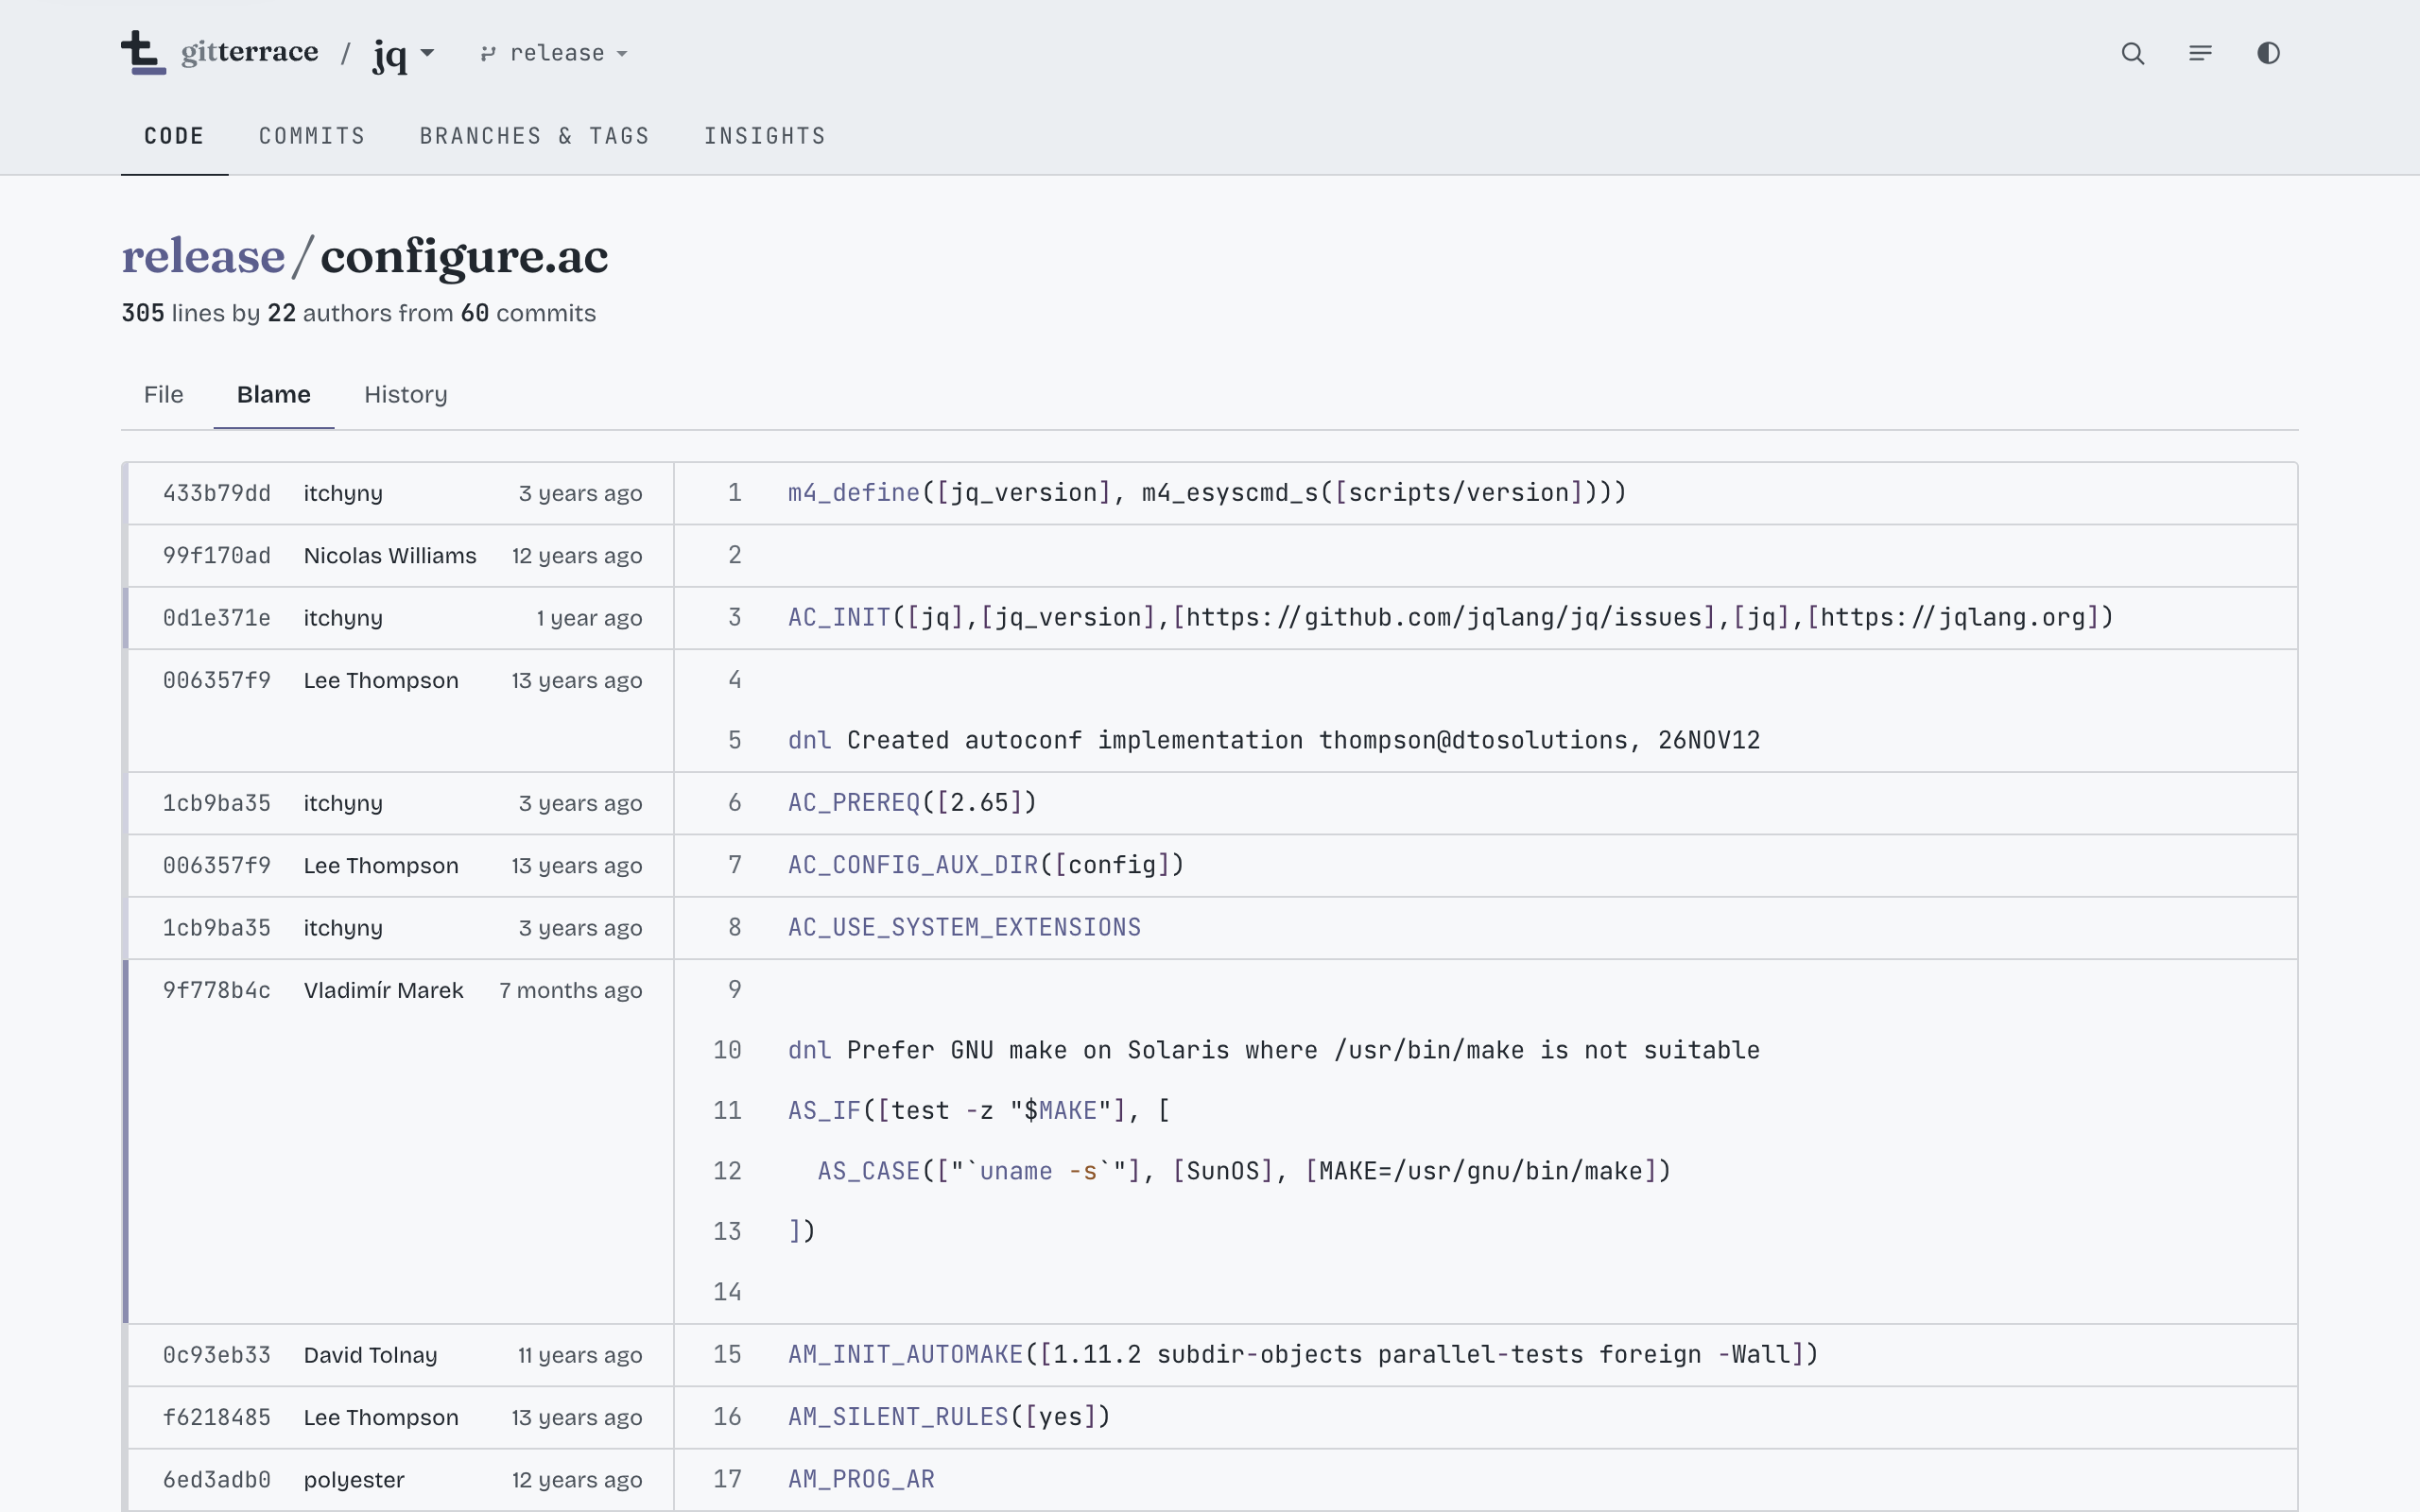 gitterrace / jq release
CODE COMMITS BRANCHES & TAGS INSIGHTS
release/configure.ac
305 lines by 22 authors from 60 commits
File Blame History
433b79dd itchyny 3 years ago 1 m4_define([jq_version], m4_esyscmd_s([scripts/version])))
99f170ad Nicolas Williams 12 years ago 2
0d1e371e itchyny 1 year ago 3 AC_INIT([jq],[jq_version],[https://github.com/jqlang/jq/issues],[jq],[https://jqlang.org])
006357f9 Lee Thompson 13 years ago 4
5 dnl Created autoconf implementation thompson@dtosolutions, 26NOV12
1cb9ba35 itchyny 3 years ago 6 AC_PREREQ([2.65])
006357f9 Lee Thompson 13 years ago 7 AC_CONFIG_AUX_DIR([config])
1cb9ba35 itchyny 3 years ago 8 AC_USE_SYSTEM_EXTENSIONS
9f778b4c Vladimír Marek 7 months ago 9
10 dnl Prefer GNU make on Solaris where /usr/bin/make is not suitable
11 AS_IF([test -z "$MAKE"], [
12 AS_CASE(["`uname -s`"], [SunOS], [MAKE=/usr/gnu/bin/make])
13 ])
14
0c93eb33 David Tolnay 11 years ago 15 AM_INIT_AUTOMAKE([1.11.2 subdir-objects parallel-tests foreign -Wall])
f6218485 Lee Thompson 13 years ago 16 AM_SILENT_RULES([yes])
6ed3adb0 polyester 12 years ago 17 AM_PROG_AR